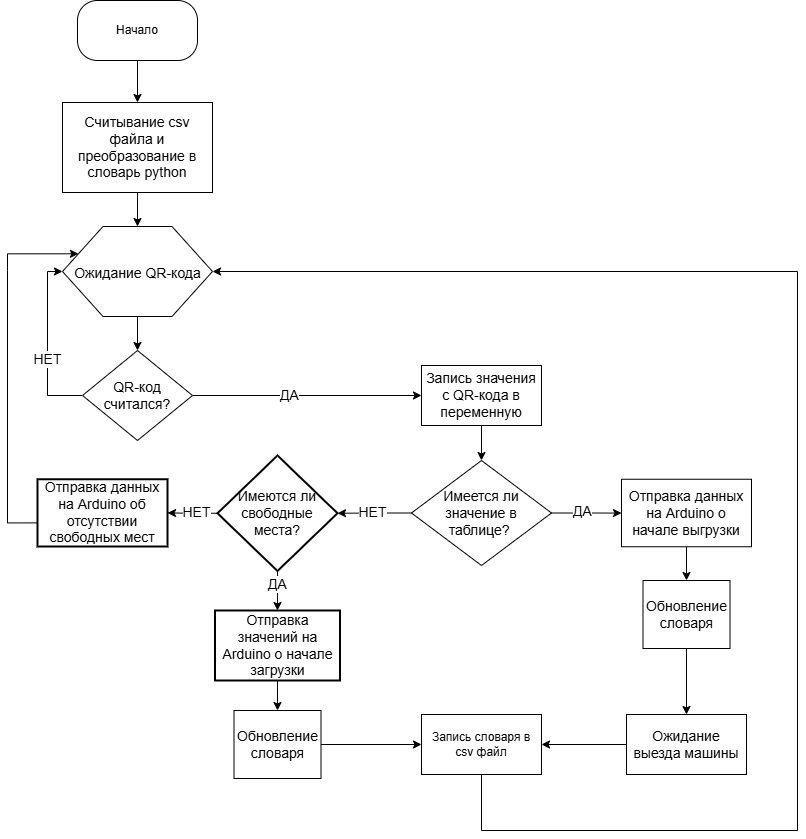 Начало
Считывание csv
файла и
преобразование в
словарь python
Ожидание QR-кода
НЕТ
QR-код
считался?
ДА
Запись значения
с QR-кода в
переменную
Отправка данных
на Arduino об
отсутствии
свободных мест
НЕТ
Имеются ли
свободные
места?
НЕТ
Имеется ли
значение в
таблице?
ДА
Отправка данных
на Arduino о
начале выгрузки
ДА
Обновление
словаря
Отправка
значений на
Arduino о начале
загрузки
Обновление
словаря
Запись словаря в
csv файл
Ожидание
выезда машины